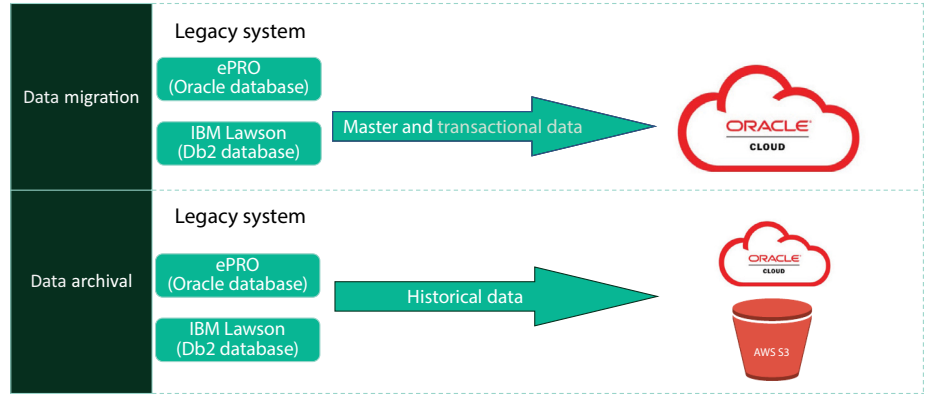 Data migration
Legacy system
ePRO
(Oracle database)
IBM Lawson
(Db2 database)
Master and transactional data
ORACLE
CLOUD
Data archival
Legacy system
ePRO
(Oracle database)
IBM Lawson
(Db2 database)
Historical data
ORACLE
CLOUD
AWS S3